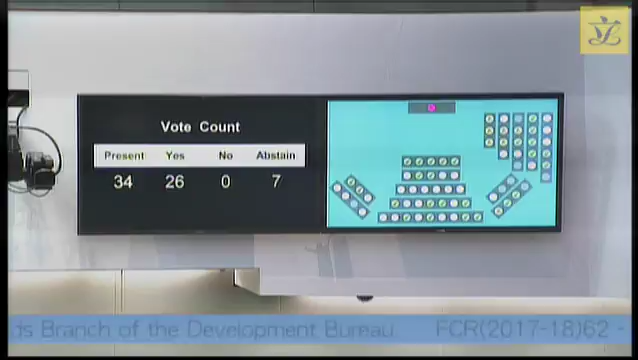 Vote Count
Present Yes No Abstain
34 26 0 7
Branch of the Development Bureau FCR(2017-18)62 -